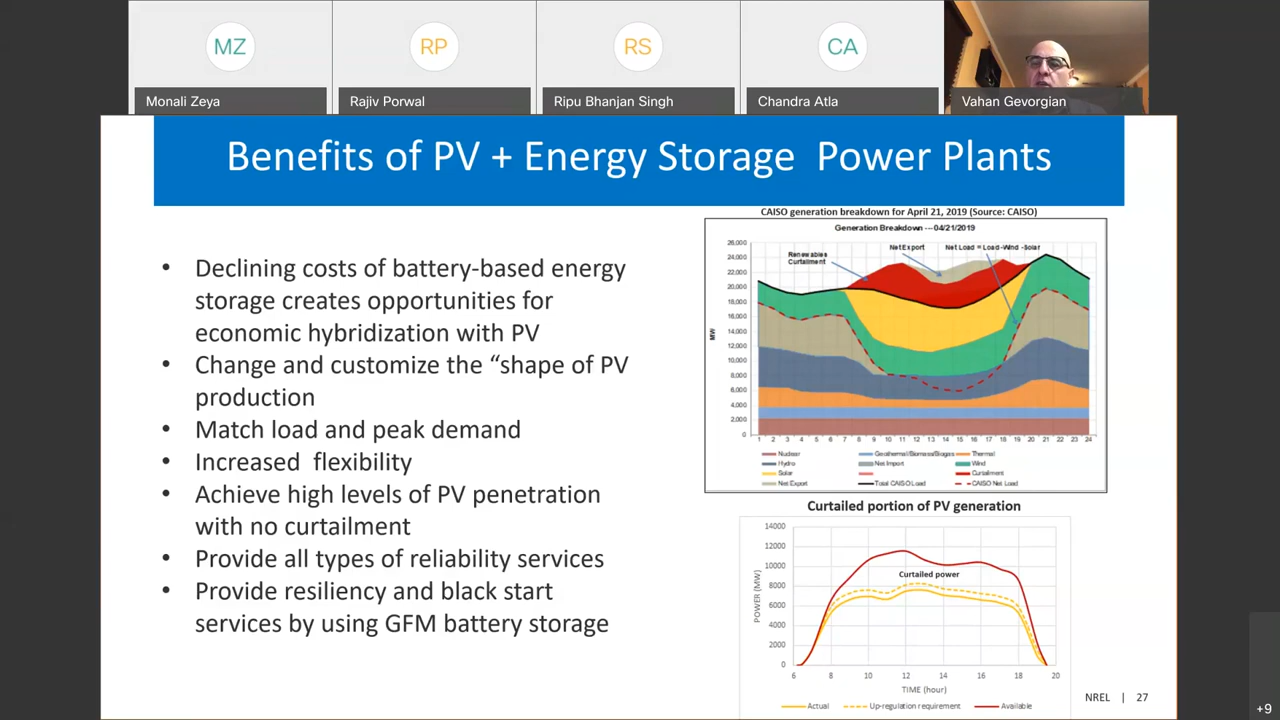 MZ
RP
RS
CA
Monali Zeya
Rajiv Porwal
Ripu Bhanjan Singh
Chandra Atla
Vahan Gevorgian
Benefits of PV + Energy Storage Power Plants
• Declining costs of battery-based energy
storage creates opportunities for
economic hybridization with PV
• Change and customize the “shape of PV
production
• Match load and peak demand
• Increased flexibility
• Achieve high levels of PV penetration
with no curtailment
• Provide all types of reliability services
• Provide resiliency and black start
services by using GFM battery storage
CAISO generation breakdown for April 21, 2019 (Source: CAISO)
Generation Breakdown ---04/21/2019
Renewables
Curtailment
Net Export
Net Load = Load -Wind -Solar
MW
26,000
24,000
22,000
20,000
18,000
16,000
14,000
12,000
10,000
8,000
6,000
4,000
2,000
0
1 2 3 4 5 6 7 8 9 10 11 12 13 14 15 16 17 18 19 20 21 22 23 24
Nuclear Geothermal/Biomass/Biogas Thermal
Hydro Net Import Wind
Solar Curtailment
Net Export Total CAISO Load CAISO Net Load
Curtailed portion of PV generation
POWER (MW)
14000
12000
10000
8000
6000
4000
2000
0
Curtailed power
6 8 10 12 14 16 18 20
TIME (hour)
Actual Up-regulation requirement Available
NREL | 27
+9